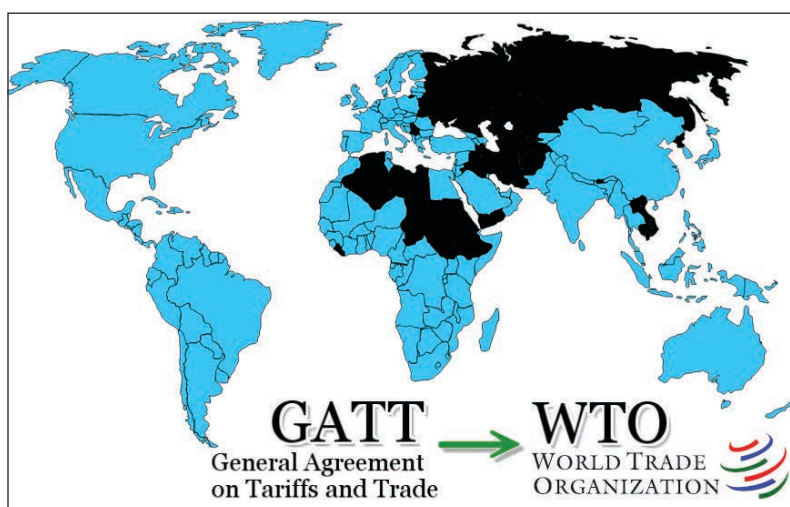 GATT
General Agreement
on Tariffs and Trade
WTO
WORLD TRADE
ORGANIZATION